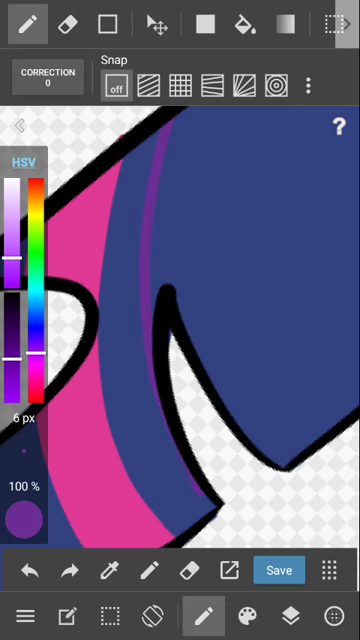 Snap
CORRECTION
0
off
?
HSV
6 px
100 %
Save